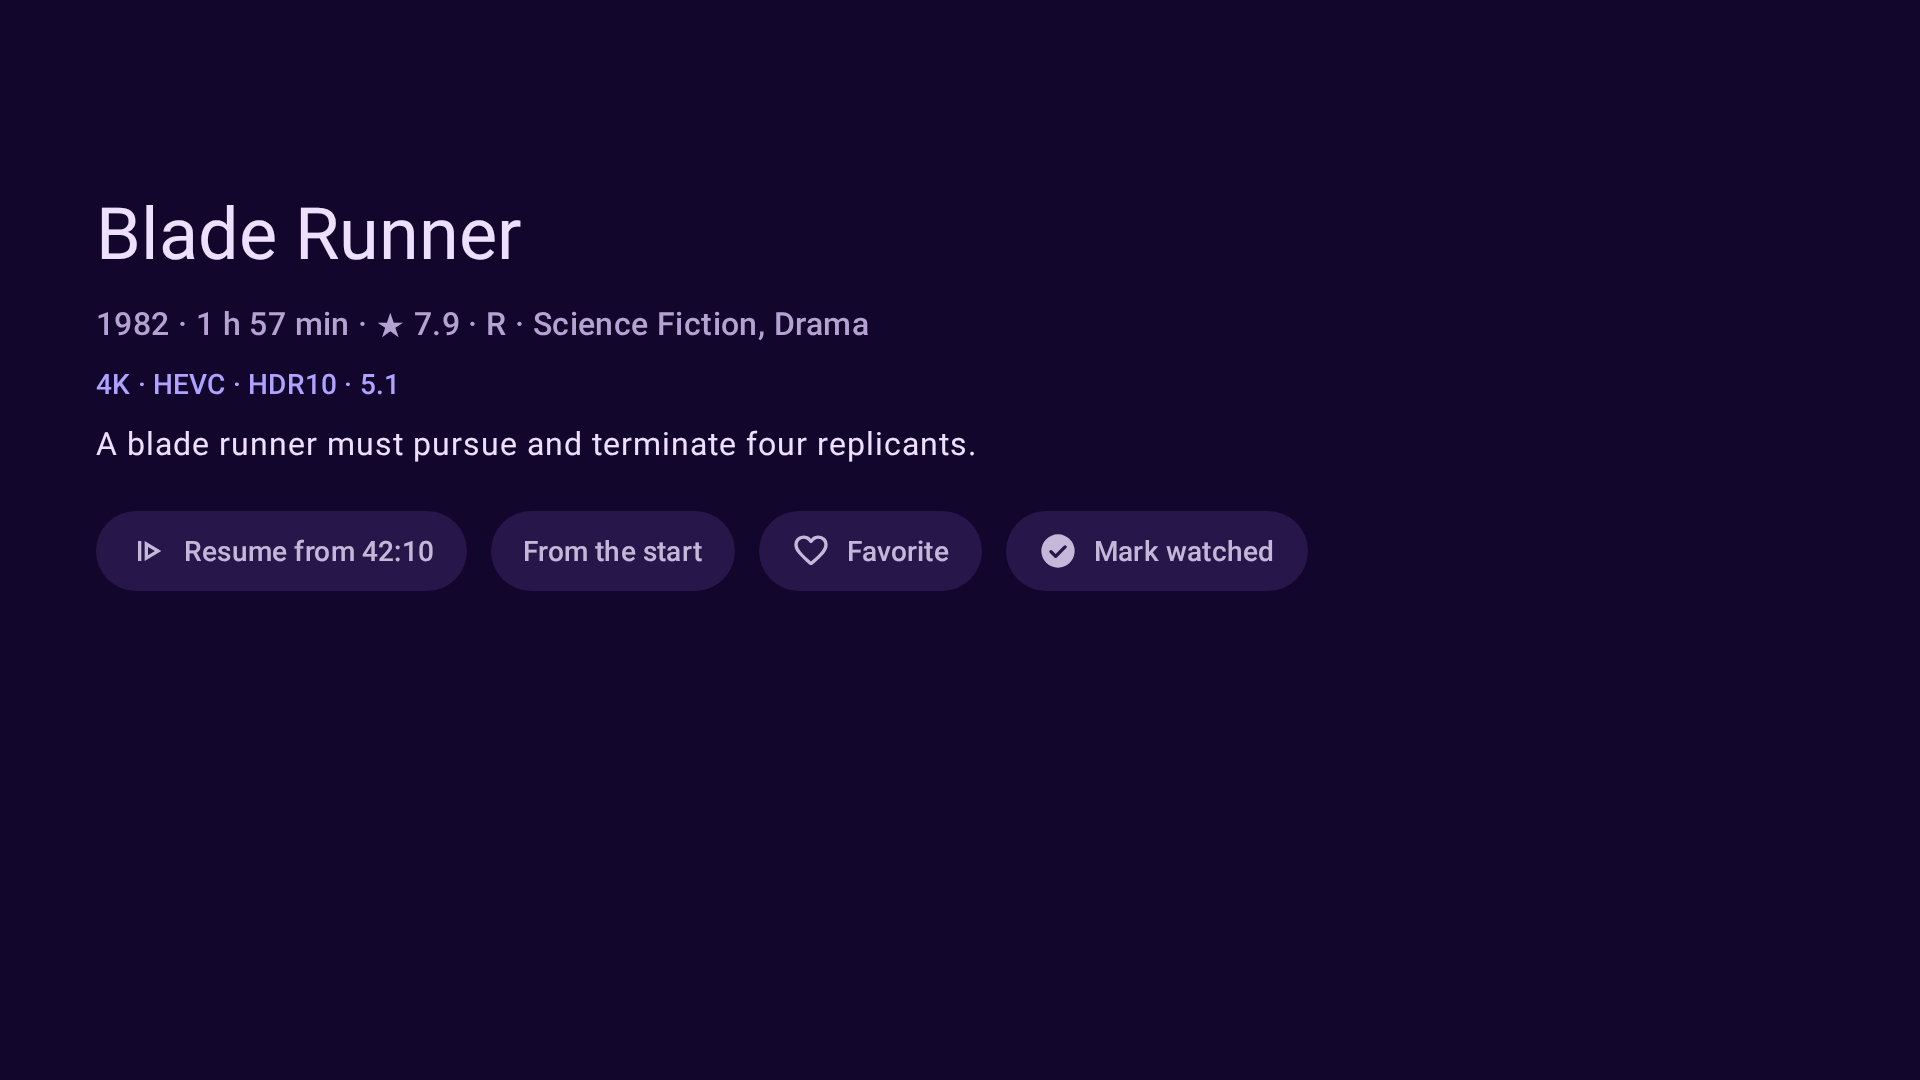 Blade Runner
1982 · 1 h 57 min · ★ 7.9 · R · Science Fiction, Drama
4K · HEVC · HDR10 · 5.1
A blade runner must pursue and terminate four replicants.
Resume from 42:10 From the start Favorite Mark watched